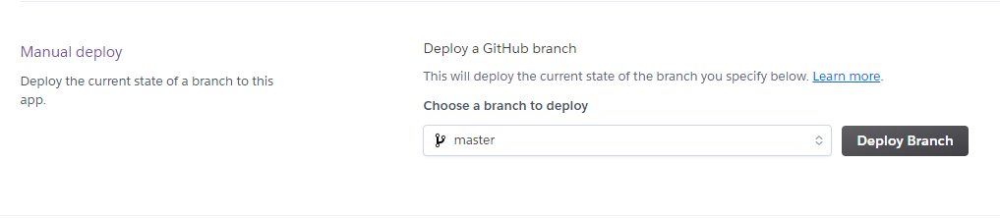 Manual deploy
Deploy the current state of a branch to this
app.
Deploy a GitHub branch
This will deploy the current state of the branch you specify below. Learn more.
Choose a branch to deploy
master
Deploy Branch